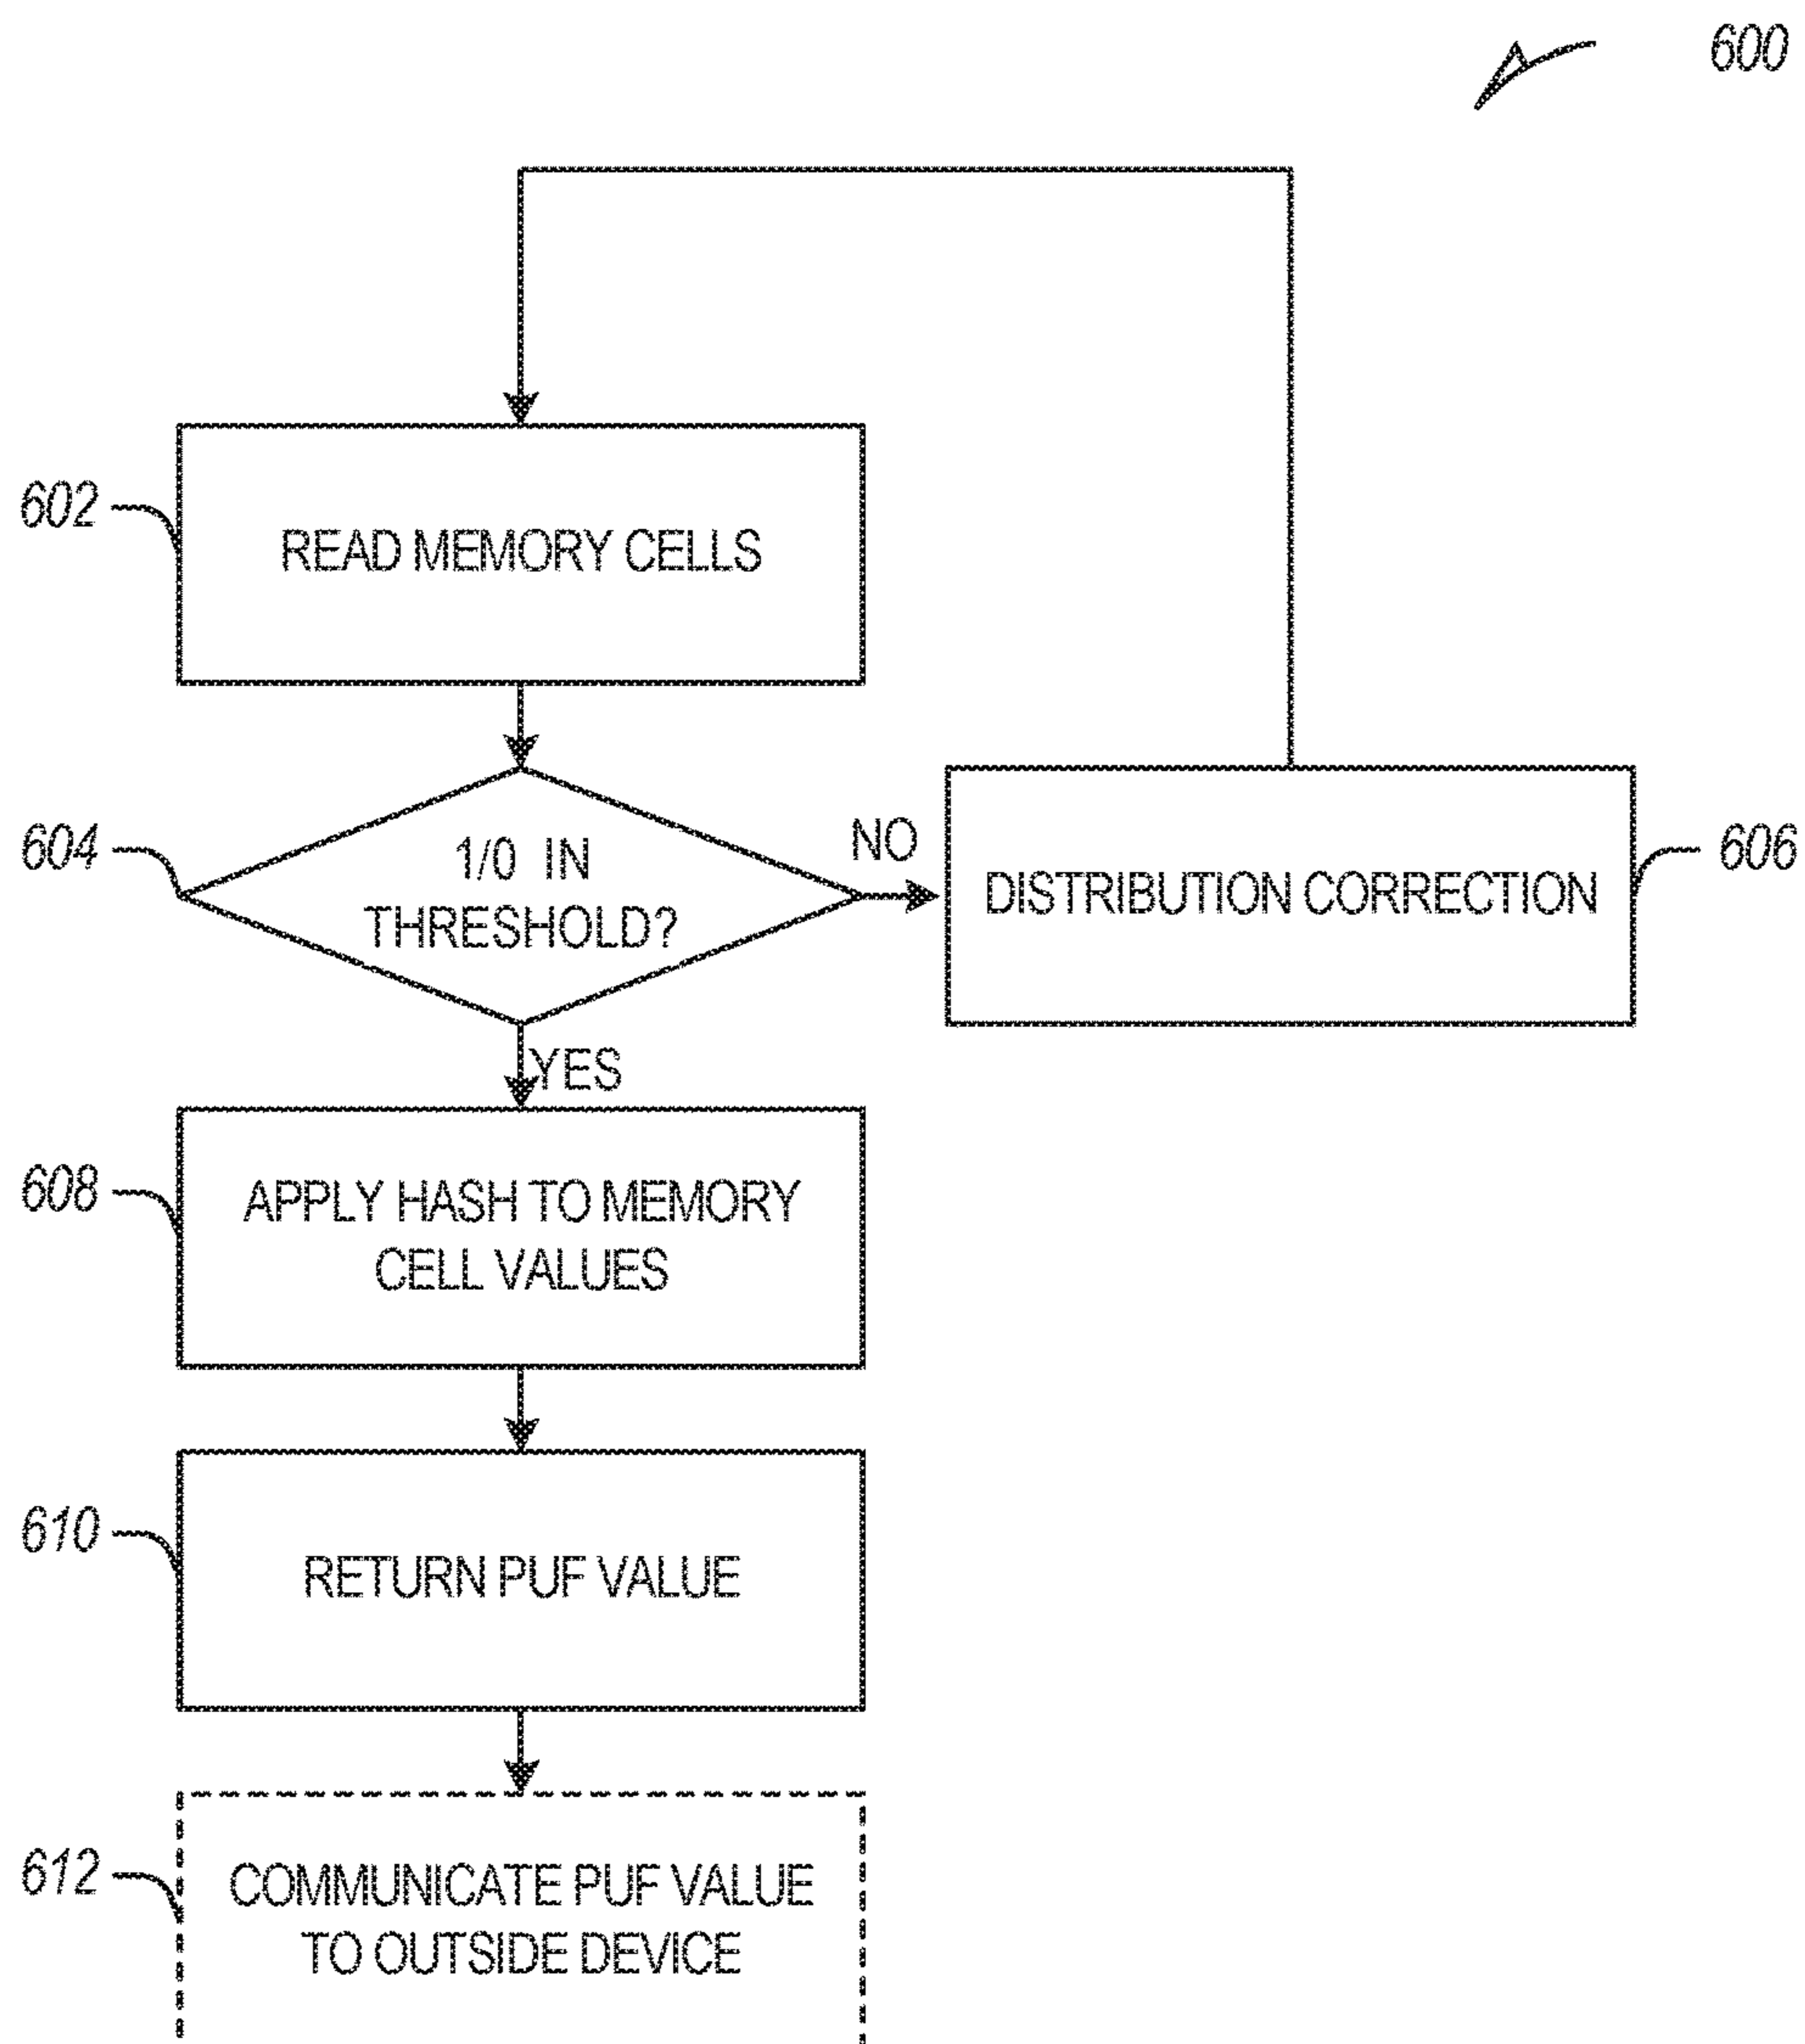 600
602
READ MEMORY CELLS
604
1/0 IN
THRESHOLD?
NO
DISTRIBUTION CORRECTION
606
YES
608
APPLY HASH TO MEMORY
CELL VALUES
610
RETURN PUF VALUE
612
COMMUNICATE PUF VALUE
TO OUTSIDE DEVICE